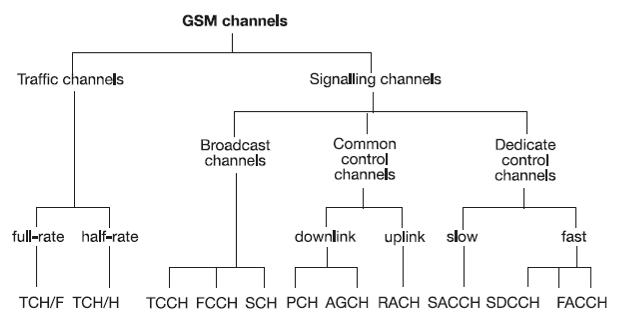 GSM channels
Traffic channels Signalling channels
Broadcast
channels
Common
control
channels
Dedicate
control
channels
full-rate half-rate downlink uplink slow fast
TCH/F TCH/H TCCH FCCH SCH PCH AGCH RACH SACCH SDCCH FACCH